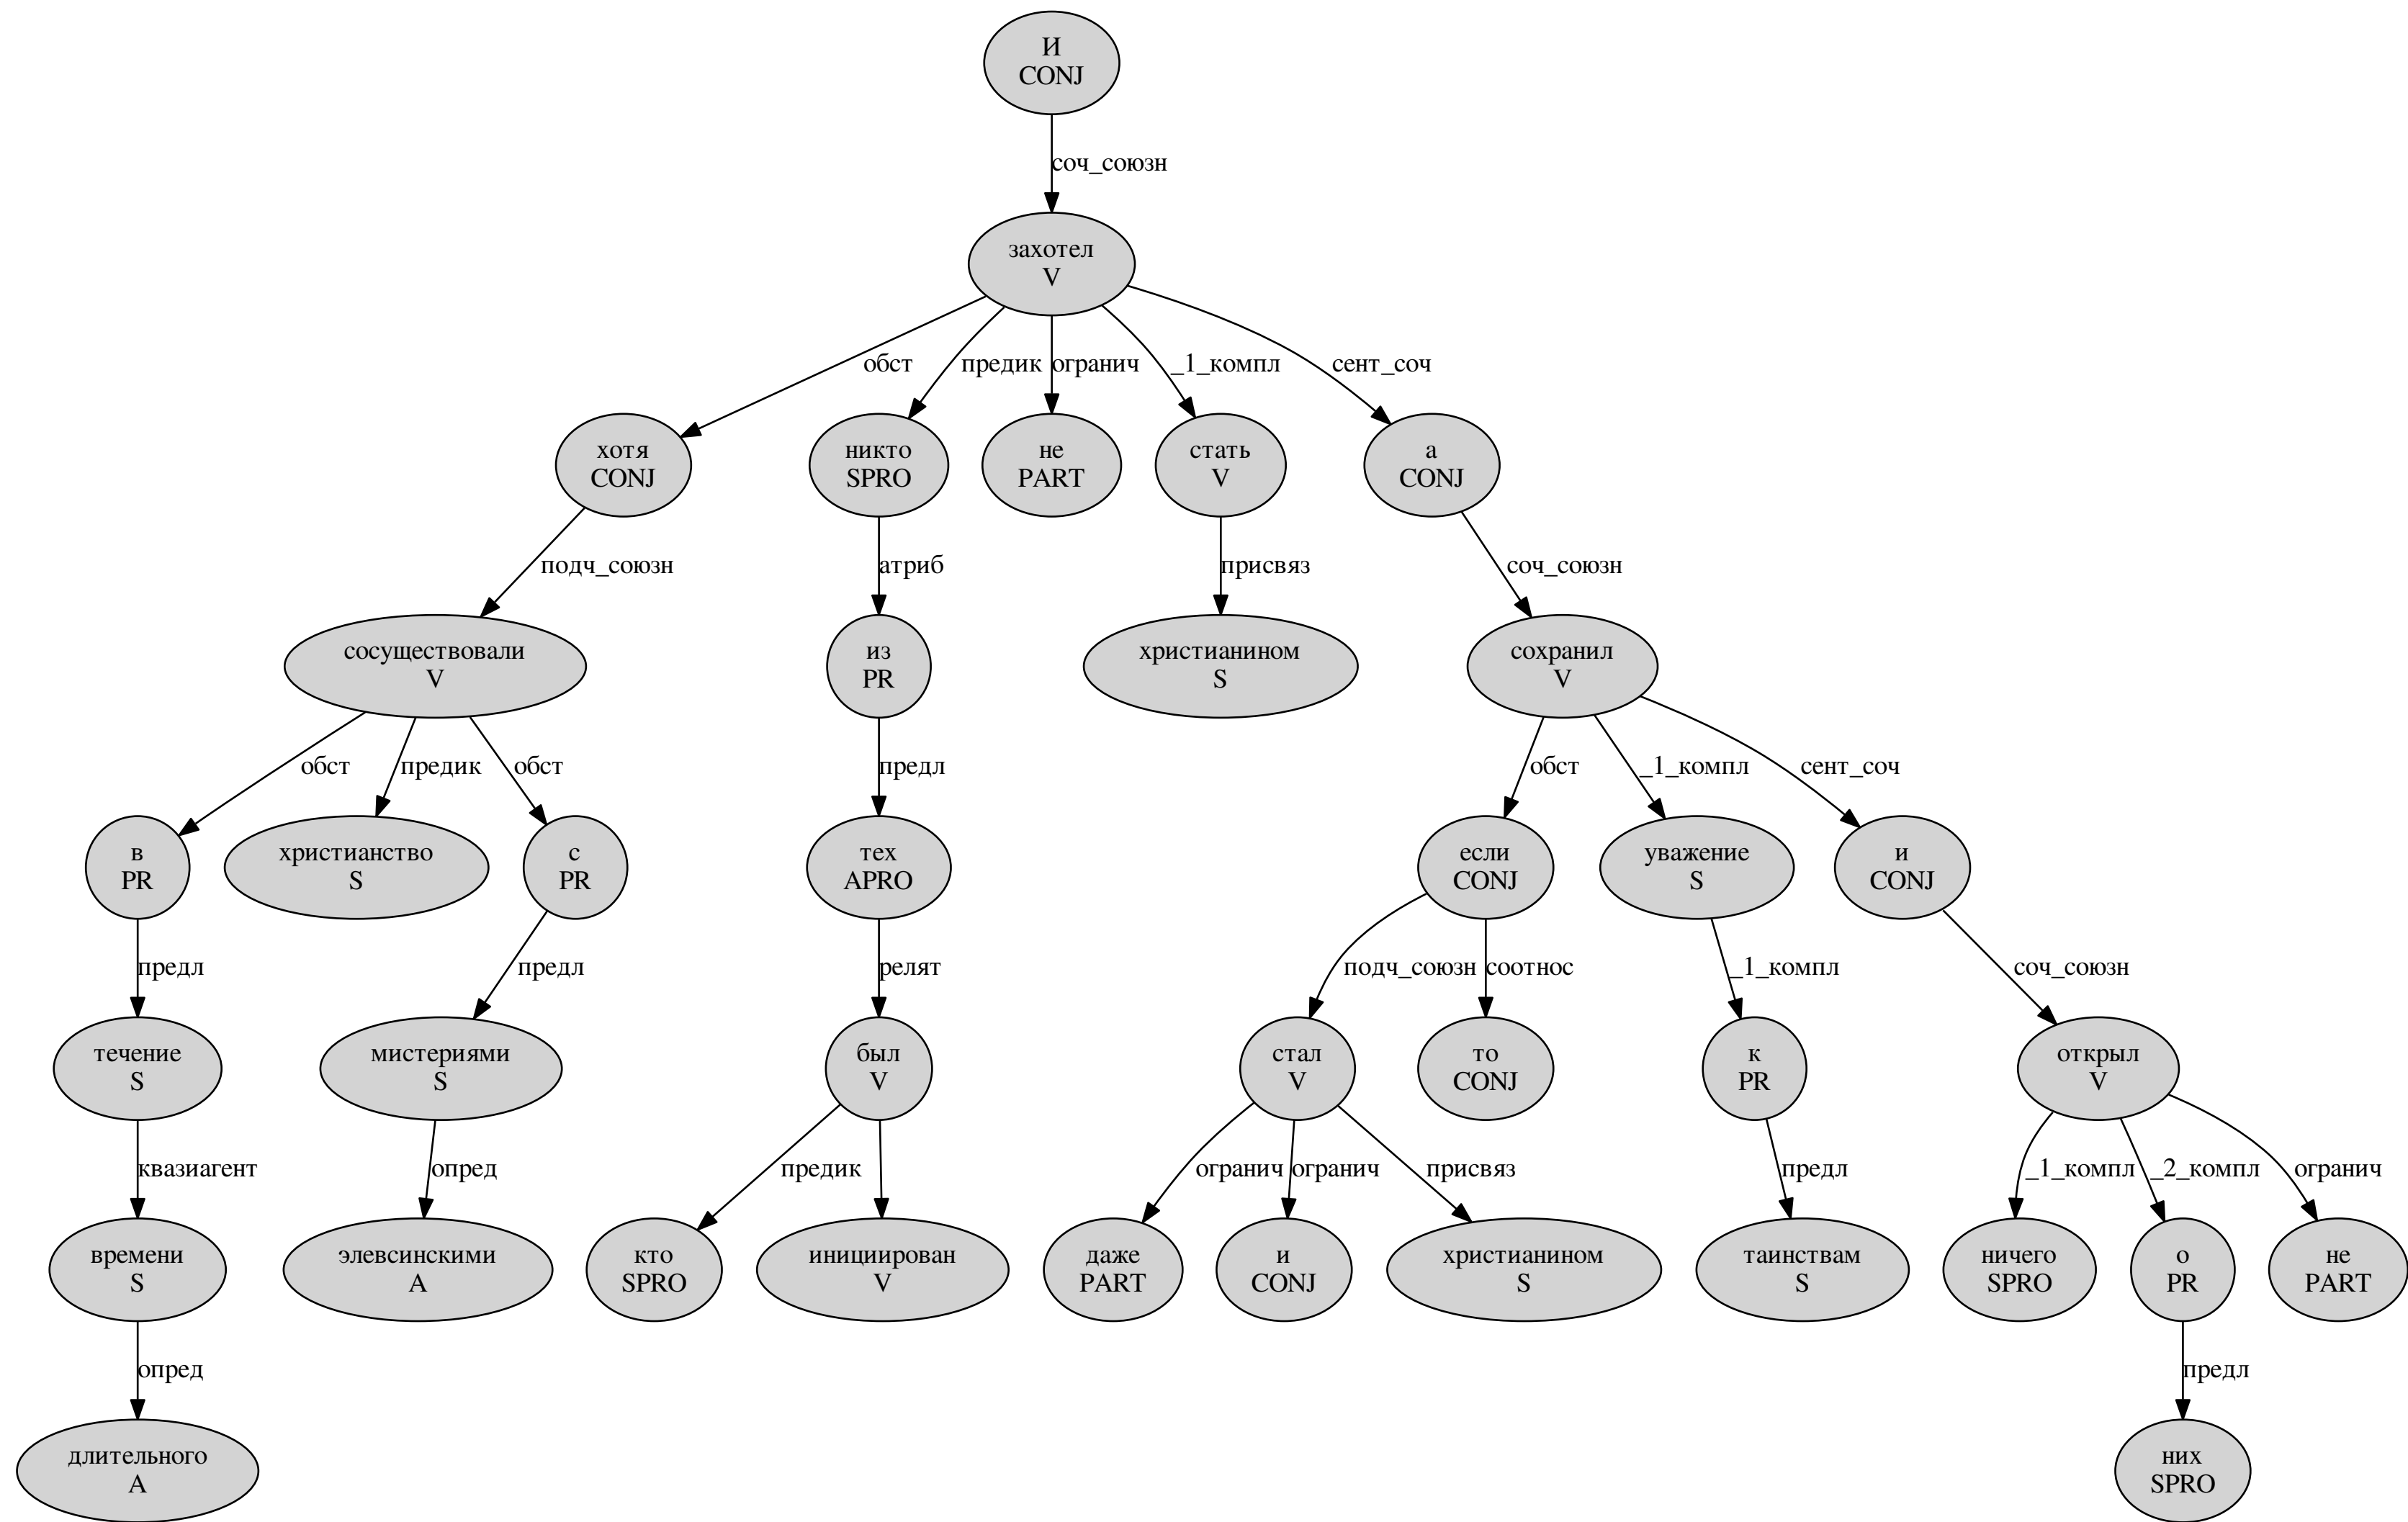 И
CONJ
соч_союзн
захотел
V
обст
предик
огранич
_1_компл
сент_соч
хотя
CONJ
никто
SPRO
не
PART
стать
V
а
CONJ
подч_союзн
атриб
присвяз
соч_союзн
сосуществовали
V
из
PR
христианином
S
сохранил
V
обст
предик
обст
предл
обст
_1_компл
сент_соч
в
PR
христианство
S
с
PR
тех
APRO
если
CONJ
уважение
S
и
CONJ
предл
предл
релят
подч_союзн
соотнос
_1_компл
соч_союзн
течение
S
мистериями
S
был
V
стал
V
то
CONJ
к
PR
открыл
V
квазиагент
опред
предик
огранич
огранич
присвяз
предл
_1_компл
_2_компл
огранич
времени
S
элевсинскими
A
кто
SPRO
инициирован
V
даже
PART
и
CONJ
христианином
S
таинствам
S
ничего
SPRO
о
PR
не
PART
опред
предл
длительного
A
них
SPRO